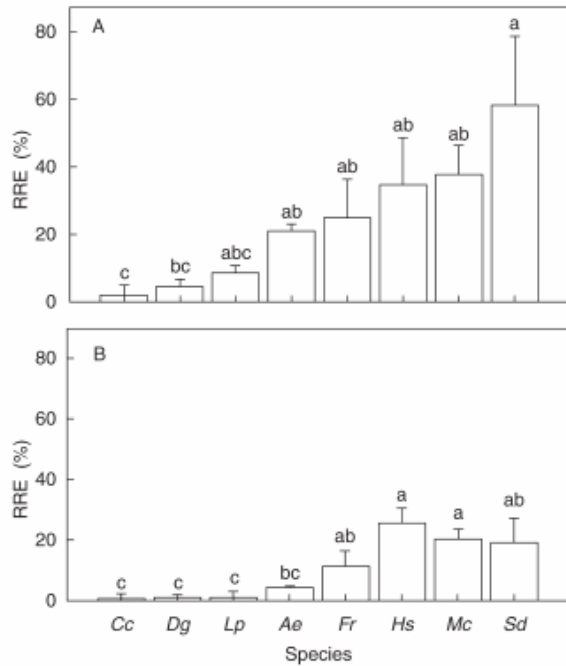 A
RRE (%)
80
60
40
20
0
c
bc
abc
ab
ab
ab
ab
a
B
RRE (%)
80
60
40
20
0
c
c
c
bc
ab
a
a
ab
Cc Dg Lp Ae Fr Hs Mc Sd
Species